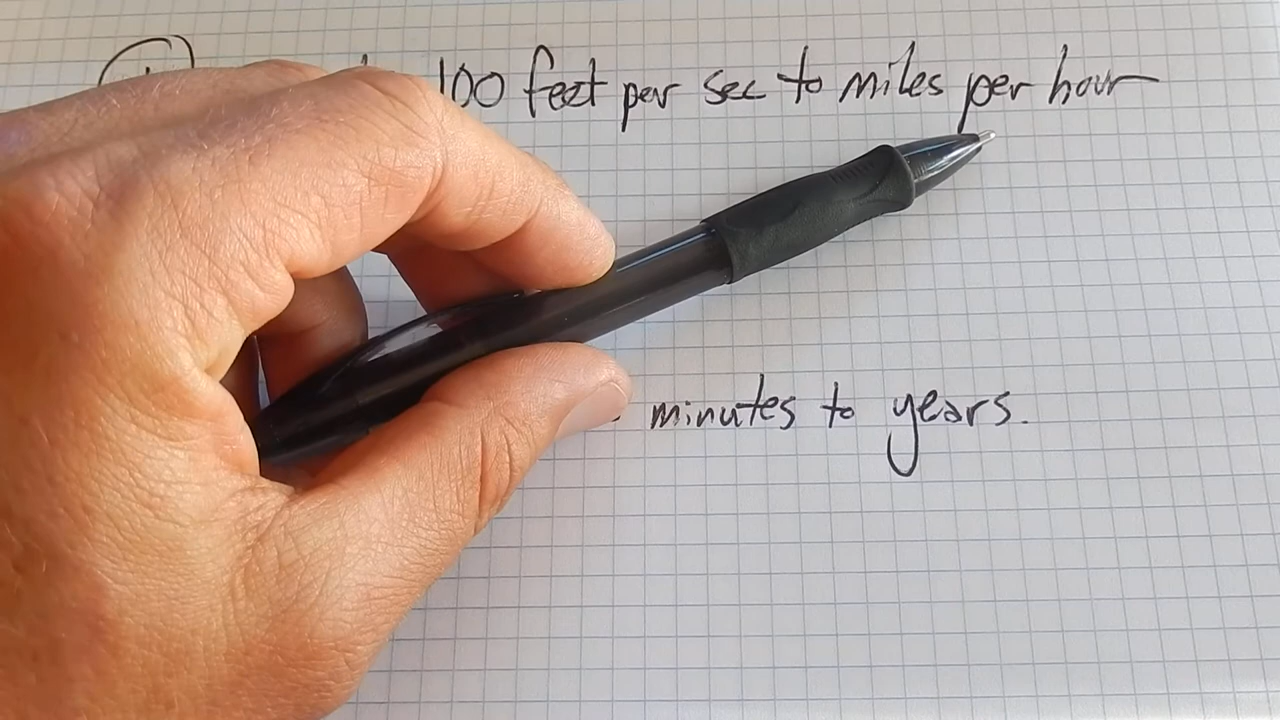 100 feet per sec to miles per hour
minutes to years.